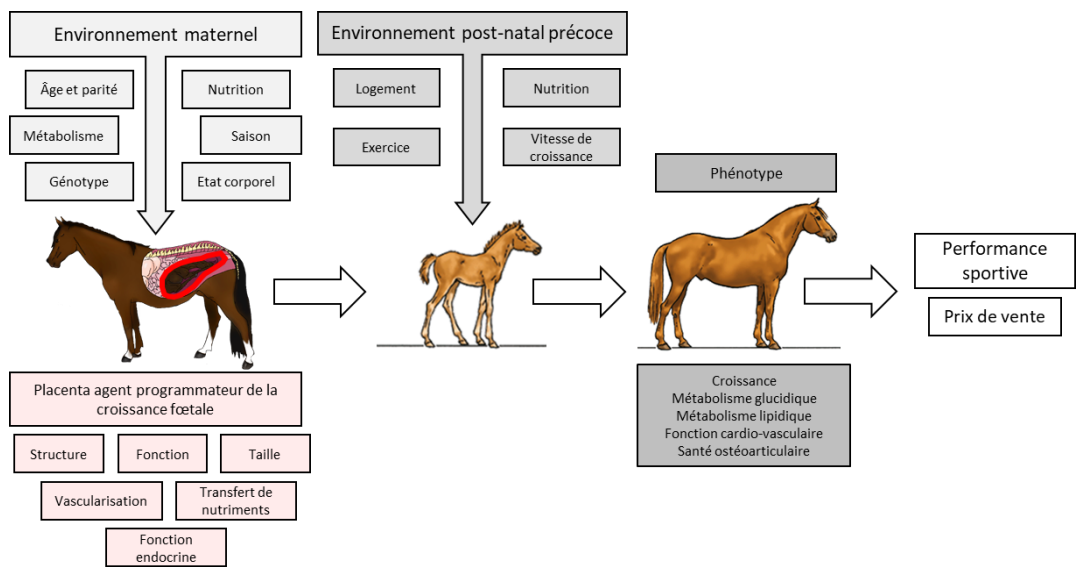 Environnement maternel
Âge et parité
Nutrition
Métabolisme
Saison
Génotype
Etat corporel
Environnement post-natal précoce
Logement
Nutrition
Exercice
Vitesse de
croissance
Phénotype
Performance
sportive
Prix de vente
Placenta agent programmateur de la
croissance fœtale
Structure
Fonction
Taille
Vascularisation
Transfert de
nutriments
Fonction
endocrine
Croissance
Métabolisme glucidique
Métabolisme lipidique
Fonction cardio-vasculaire
Santé ostéoarticulaire